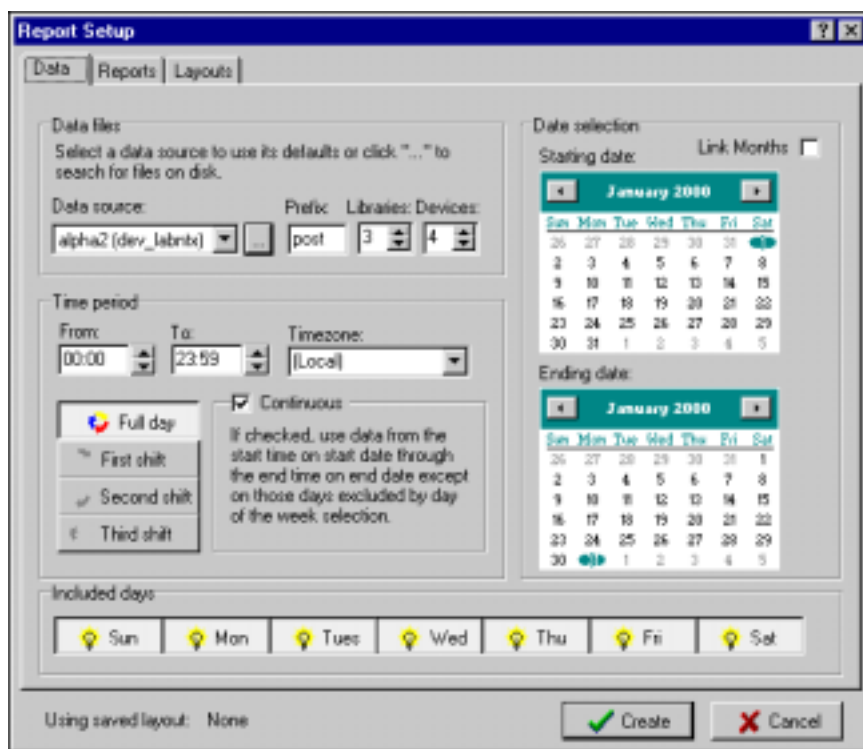 Report Setup
Data Reports Layouts
Data files
Select a data source to use its defaults or click "..." to
search for files on disk.
Data source: Prefix: Libraries: Devices:
alpha2 (dev_labntx) ... post 3 4
Time period
From: To: Timezone:
00:00 23:59 (Local)
Full day
First shift
Second shift
Third shift
Continuous
If checked, use data from the
start time on start date through
the end time on end date except
on those days excluded by day
of the week selection.
Date selection
Link Months
Starting date:
January 2000
Sun Mon Tue Wed Thu Fri Sat
26 27 28 29 30 31
2 3 4 5 6 7 8
9 10 11 12 13 14 15
16 17 18 19 20 21 22
23 24 25 26 27 28 29
30 31 1 2 3 4 5
Ending date:
January 2000
Sun Mon Tue Wed Thu Fri Sat
26 27 28 29 30 31 1
2 3 4 5 6 7 8
9 10 11 12 13 14 15
16 17 18 19 20 21 22
23 24 25 26 27 28 29
30 1 2 3 4 5
Included days
Sun Mon Tues Wed Thu Fri Sat
Using saved layout: None
Create Cancel